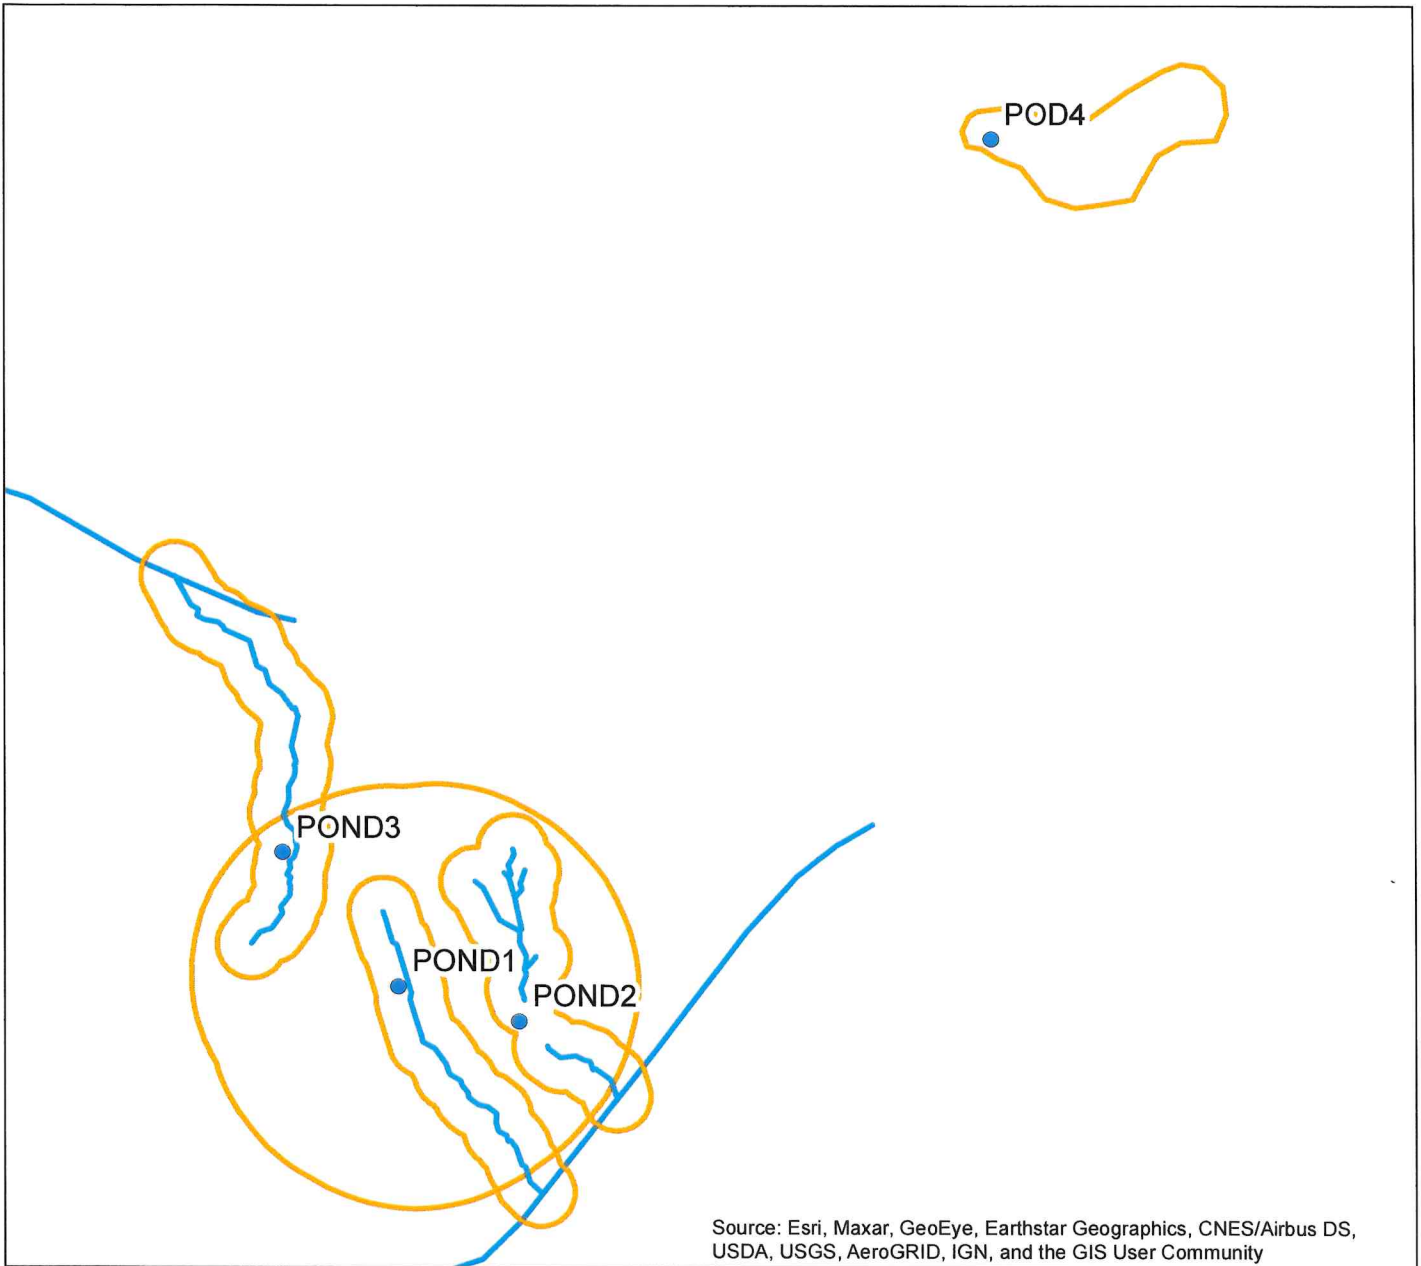 POD4
POND3
POND1
POND2
Source: Esri, Maxar, GeoEye, Earthstar Geographics, CNES/Airbus DS,
USDA, USGS, AeroGRID, IGN, and the GIS User Community